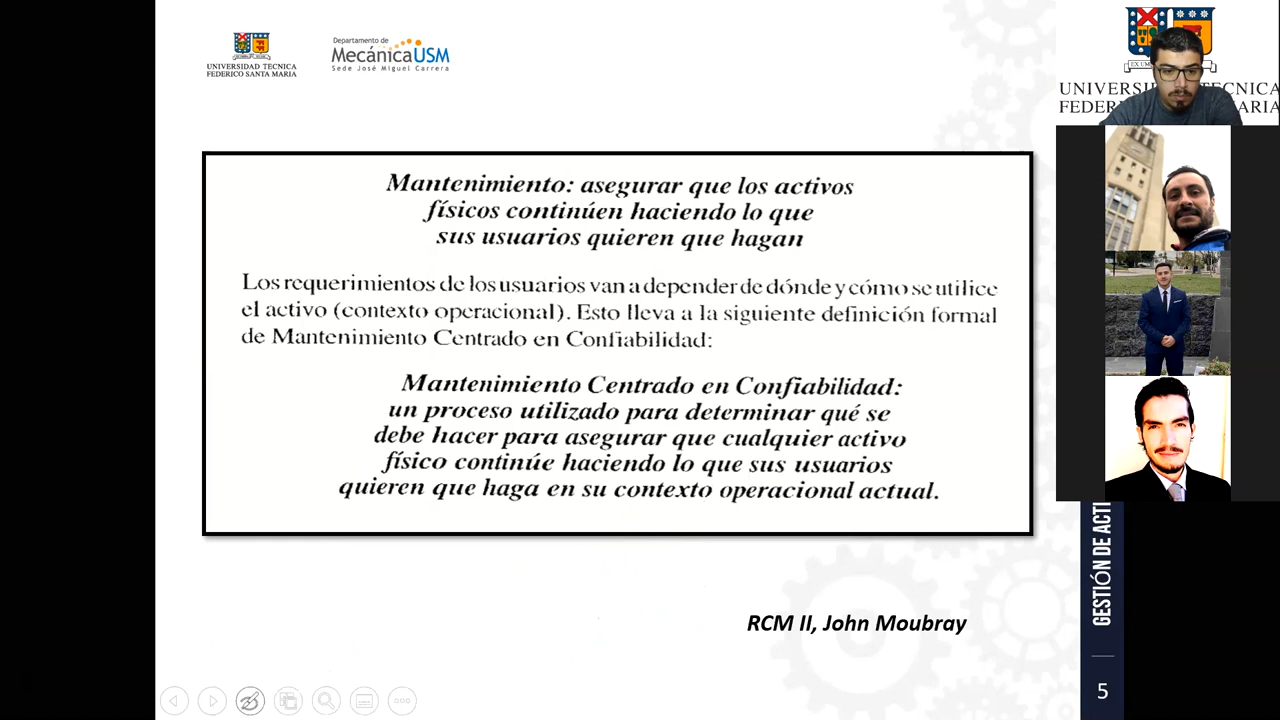 UNIVERSIDAD TECNICA
FEDERICO SANTA MARIA
Departamento de
MecánicaUSM
Sede José Miguel Carrera
Mantenimiento: asegurar que los activos
físicos continúen haciendo lo que
sus usuarios quieren que hagan
Los requerimientos de los usuarios van a depender de dónde y cómo se utilice
el activo (contexto operacional). Esto lleva a la siguiente definición formal
de Mantenimiento Centrado en Confiabilidad:
Mantenimiento Centrado en Confiabilidad:
un proceso utilizado para determinar qué se
debe hacer para asegurar que cualquier activo
físico continúe haciendo lo que sus usuarios
quieren que haga en su contexto operacional actual.
RCM II, John Moubray
GESTIÓN DE ACTI
5
UNIVERS TECNICA
FEDER ARIA